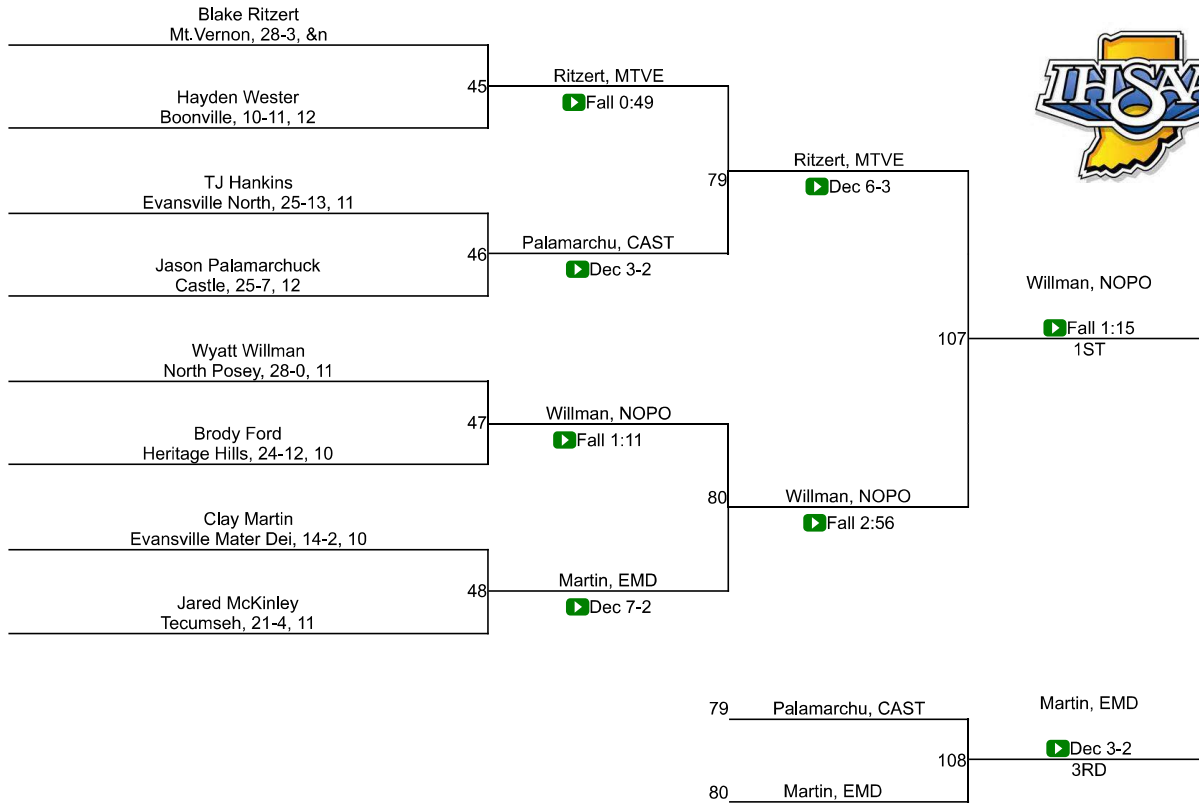 Blake Ritzert
Mt.Vernon, 28-3, &n
45
Hayden Wester
Boonville, 10-11, 12
Ritzert, MTVE
Fall 0:49
TJ Hankins
Evansville North, 25-13, 11
46
Jason Palamarchuck
Castle, 25-7, 12
Palamarchu, CAST
Dec 3-2
79
Ritzert, MTVE
Dec 6-3
Wyatt Willman
North Posey, 28-0, 11
47
Brody Ford
Heritage Hills, 24-12, 10
Willman, NOPO
Fall 1:11
Clay Martin
Evansville Mater Dei, 14-2, 10
48
Jared McKinley
Tecumseh, 21-4, 11
Martin, EMD
Dec 7-2
80
Willman, NOPO
Fall 2:56
107
Willman, NOPO
Fall 1:15
1ST
IHSAA
79 Palamarchu, CAST
108
80 Martin, EMD
Martin, EMD
Dec 3-2
3RD